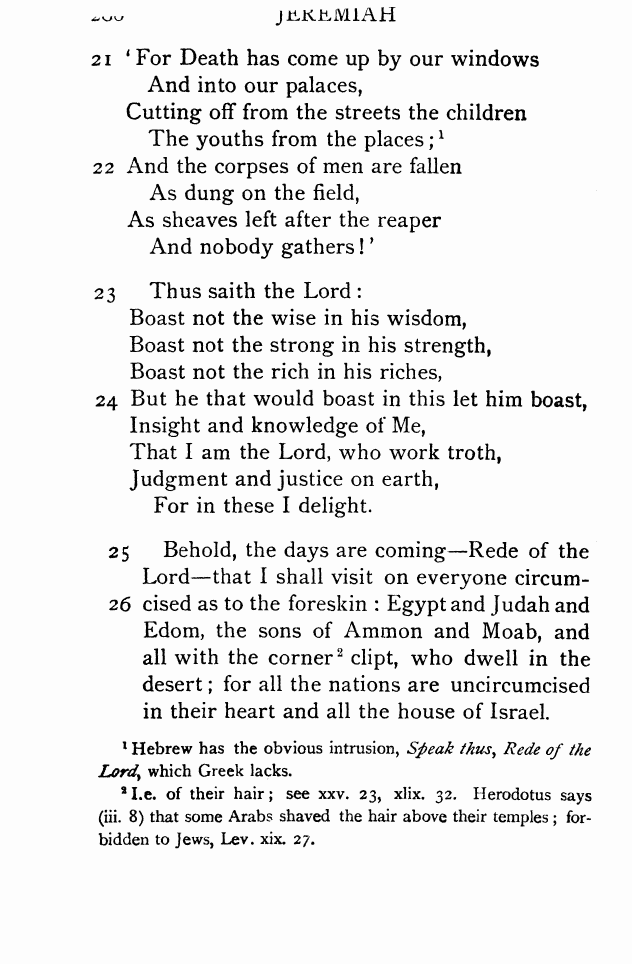 JEREMIAH
21 ‘For Death has come up by our windows
And into our palaces,
Cutting off from the streets the children
The youths from the places;¹
22 And the corpses of men are fallen
As dung on the field,
As sheaves left after the reaper
And nobody gathers!’
23 Thus saith the Lord:
Boast not the wise in his wisdom,
Boast not the strong in his strength,
Boast not the rich in his riches,
24 But he that would boast in this let him boast,
Insight and knowledge of Me,
That I am the Lord, who work troth,
Judgment and justice on earth,
For in these I delight.
25 Behold, the days are coming—Rede of the
Lord—that I shall visit on everyone circum-
26 cised as to the foreskin: Egypt and Judah and
Edom, the sons of Ammon and Moab, and
all with the corner² clipt, who dwell in the
desert; for all the nations are uncircumcised
in their heart and all the house of Israel.
¹ Hebrew has the obvious intrusion, Speak thus, Rede of the
Lord, which Greek lacks.
² I.e. of their hair; see xxv. 23, xlix. 32. Herodotus says
(iii. 8) that some Arabs shaved the hair above their temples; for-
bidden to Jews, Lev. xix. 27.